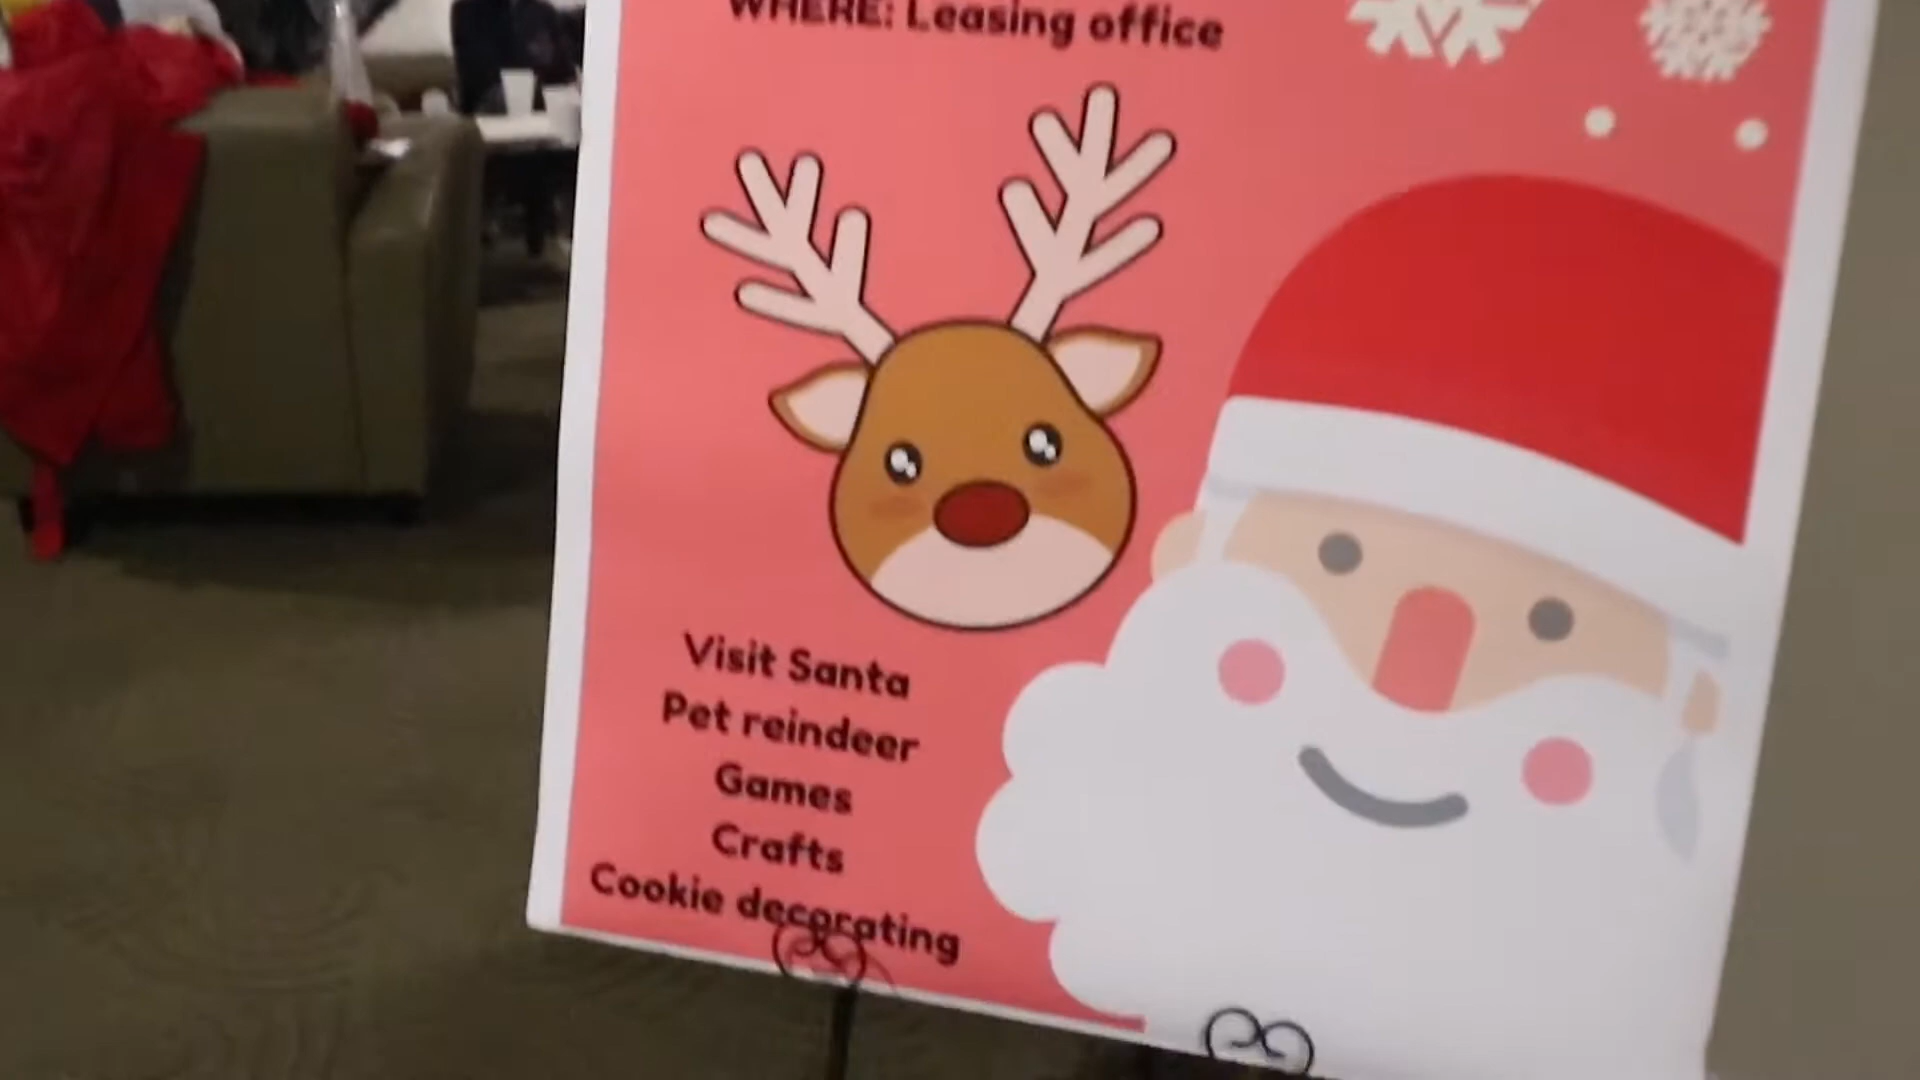 WHERE: Leasing office
Visit Santa
Pet reindeer
Games
Crafts
Cookie decorating